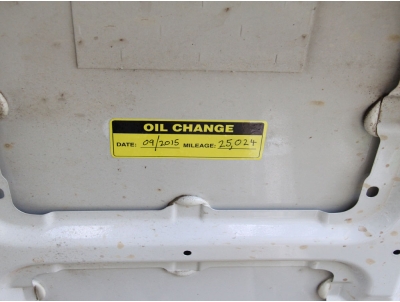 OIL CHANGE
DATE: 09/2015 MILEAGE: 25,024